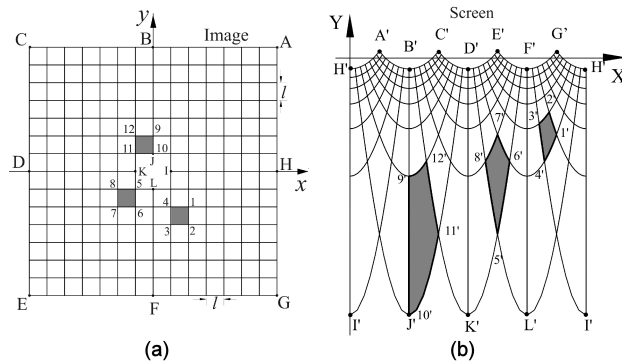 C B Image A
y
l
12 9
11 10
J
D K I H
x
L
8 5
7 6
4 1
3 2
E F l G
(a)
Screen
Y
A' B' C' D' E' F' G'
H' H' X
2'
3' 1'
7'
12'
8' 6' 4'
9'
11'
5'
I' J' 10' K' L' I'
(b)